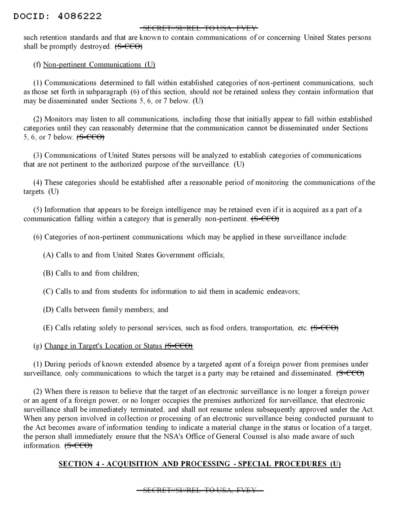 DOCID: 4086222
SECRET//SI//REL TO USA, FVEY
such retention standards and that are known to contain communications of or concerning United States persons
shall be promptly destroyed. (S-CCO)
(f) Non-pertinent Communications (U)
(1) Communications determined to fall within established categories of non-pertinent communications, such
as those set forth in subparagraph (6) of this section, should not be retained unless they contain information that
may be disseminated under Sections 5, 6, or 7 below. (U)
(2) Monitors may listen to all communications, including those that initially appear to fall within established
categories until they can reasonably determine that the communication cannot be disseminated under Sections
5, 6, or 7 below. (S-CCO)
(3) Communications of United States persons will be analyzed to establish categories of communications
that are not pertinent to the authorized purpose of the surveillance. (U)
(4) These categories should be established after a reasonable period of monitoring the communications of the
targets. (U)
(5) Information that appears to be foreign intelligence may be retained even if it is acquired as a part of a
communication falling within a category that is generally non-pertinent. (S-CCO)
(6) Categories of non-pertinent communications which may be applied in these surveillance include:
(A) Calls to and from United States Government officials;
(B) Calls to and from children;
(C) Calls to and from students for information to aid them in academic endeavors;
(D) Calls between family members; and
(E) Calls relating solely to personal services, such as food orders, transportation, etc. (S-CCO)
(g) Change in Target's Location or Status (S-CCO)
(1) During periods of known extended absence by a targeted agent of a foreign power from premises under
surveillance, only communications to which the target is a party may be retained and disseminated. (S-CCO)
(2) When there is reason to believe that the target of an electronic surveillance is no longer a foreign power
or an agent of a foreign power, or no longer occupies the premises authorized for surveillance, that electronic
surveillance shall be immediately terminated, and shall not resume unless subsequently approved under the Act.
When any person involved in collection or processing of an electronic surveillance being conducted pursuant to
the Act becomes aware of information tending to indicate a material change in the status or location of a target,
the person shall immediately ensure that the NSA's Office of General Counsel is also made aware of such
information. (S-CCO)
SECTION 4 - ACQUISITION AND PROCESSING - SPECIAL PROCEDURES (U)
SECRET//SI//REL TO USA, FVEY